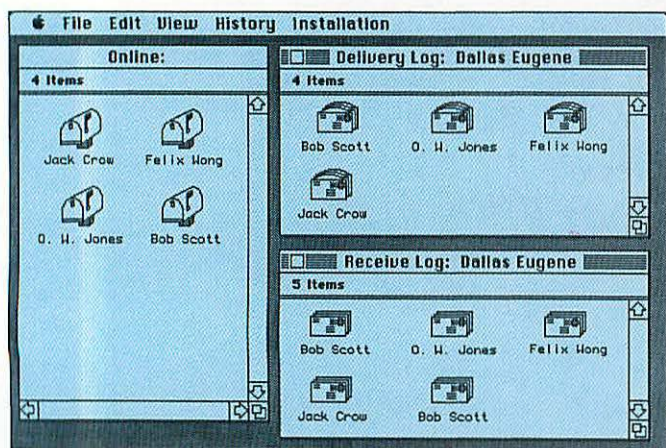 File Edit View History Installation
Online:
4 Items
Jack Crow Felix Wong
O. W. Jones Bob Scott
Delivery Log: Dallas Eugene
4 Items
Bob Scott O. W. Jones Felix Wong
Jack Crow
Receive Log: Dallas Eugene
5 Items
Bob Scott O. W. Jones Felix Wong
Jack Crow Bob Scott